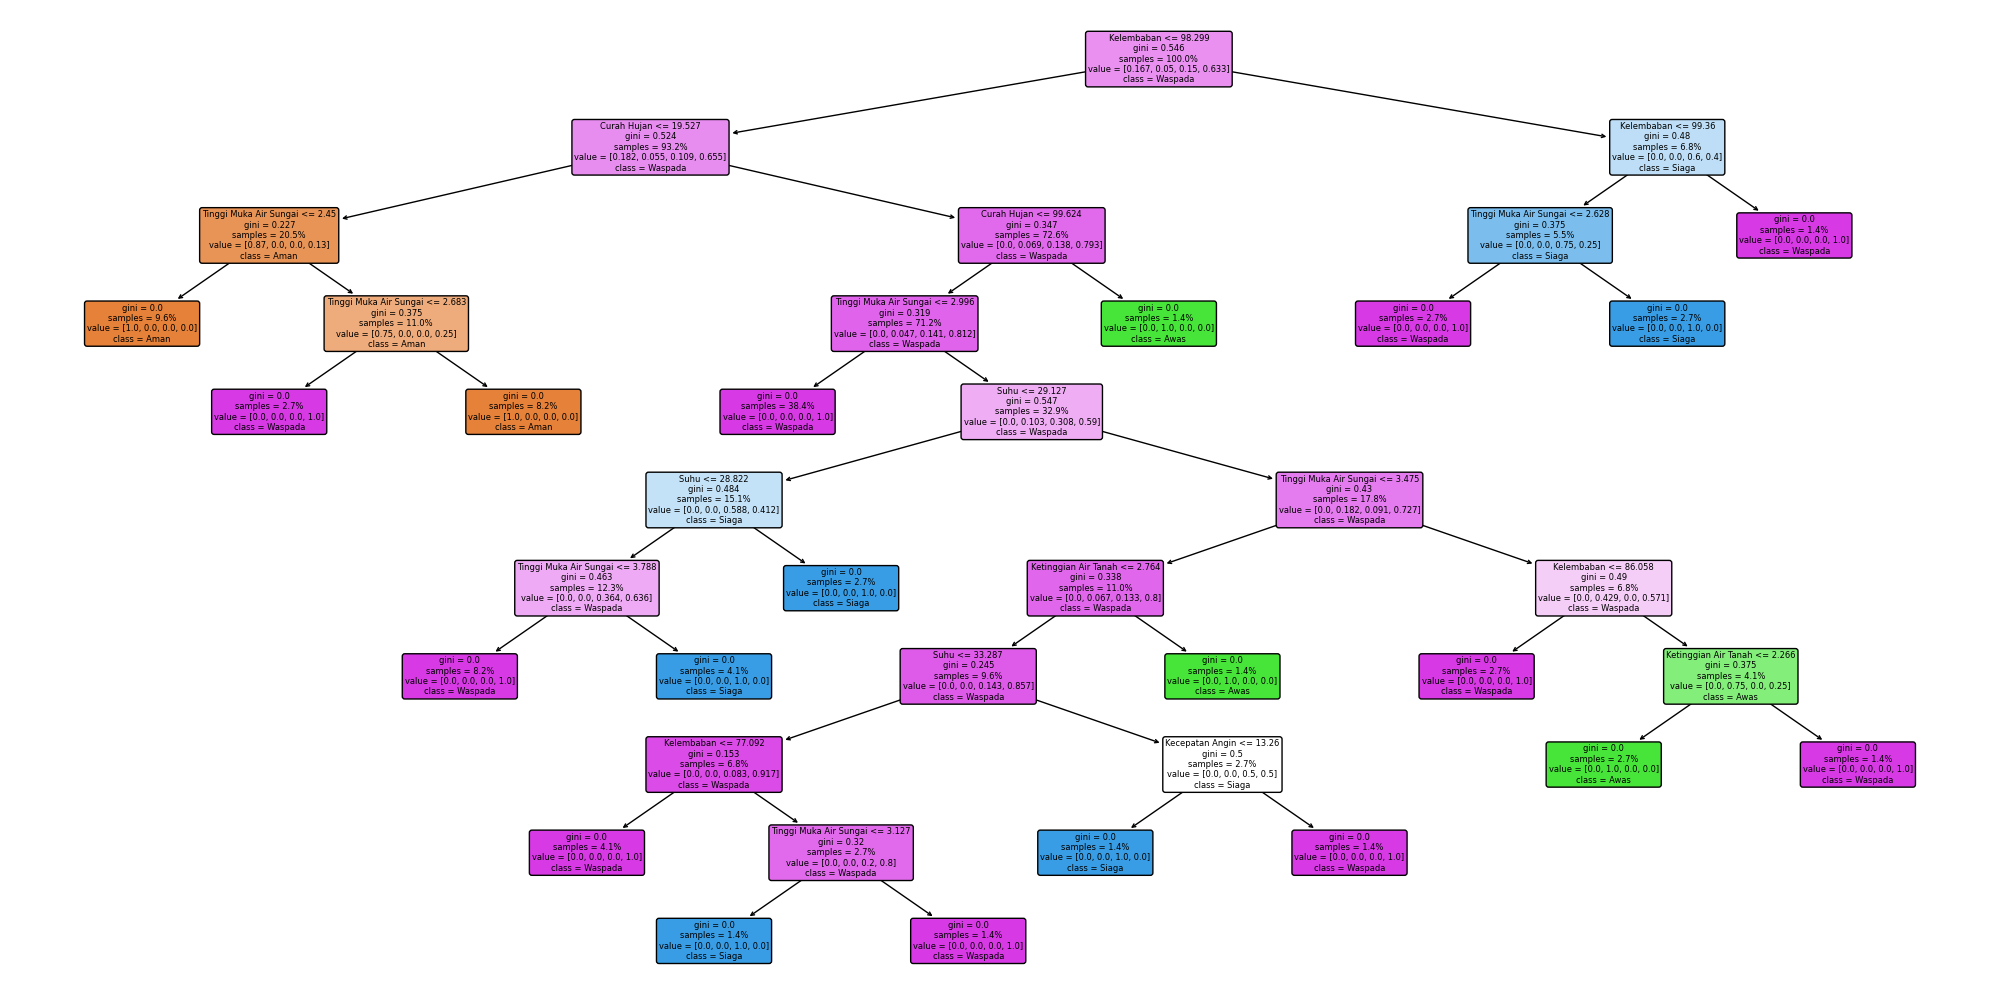 Kelembaban <= 98.299
gini = 0.546
samples = 100.0%
value = [0.167, 0.05, 0.15, 0.633]
class = Waspada
Curah Hujan <= 19.527
gini = 0.524
samples = 93.2%
value = [0.182, 0.055, 0.109, 0.655]
class = Waspada
Kelembaban <= 99.36
gini = 0.48
samples = 6.8%
value = [0.0, 0.0, 0.6, 0.4]
class = Siaga
Tinggi Muka Air Sungai <= 2.45
gini = 0.227
samples = 20.5%
value = [0.87, 0.0, 0.0, 0.13]
class = Aman
Curah Hujan <= 99.624
gini = 0.347
samples = 72.6%
value = [0.0, 0.069, 0.138, 0.793]
class = Waspada
Tinggi Muka Air Sungai <= 2.628
gini = 0.375
samples = 5.5%
value = [0.0, 0.0, 0.75, 0.25]
class = Siaga
gini = 0.0
samples = 1.4%
value = [0.0, 0.0, 0.0, 1.0]
class = Waspada
gini = 0.0
samples = 9.6%
value = [1.0, 0.0, 0.0, 0.0]
class = Aman
Tinggi Muka Air Sungai <= 2.683
gini = 0.375
samples = 11.0%
value = [0.75, 0.0, 0.0, 0.25]
class = Aman
Tinggi Muka Air Sungai <= 2.996
gini = 0.319
samples = 71.2%
value = [0.0, 0.047, 0.141, 0.812]
class = Waspada
gini = 0.0
samples = 1.4%
value = [0.0, 1.0, 0.0, 0.0]
class = Awas
gini = 0.0
samples = 2.7%
value = [0.0, 0.0, 0.0, 1.0]
class = Waspada
gini = 0.0
samples = 2.7%
value = [0.0, 0.0, 1.0, 0.0]
class = Siaga
gini = 0.0
samples = 2.7%
value = [0.0, 0.0, 0.0, 1.0]
class = Waspada
gini = 0.0
samples = 8.2%
value = [1.0, 0.0, 0.0, 0.0]
class = Aman
gini = 0.0
samples = 38.4%
value = [0.0, 0.0, 0.0, 1.0]
class = Waspada
Suhu <= 29.127
gini = 0.547
samples = 32.9%
value = [0.0, 0.103, 0.308, 0.59]
class = Waspada
Suhu <= 28.822
gini = 0.484
samples = 15.1%
value = [0.0, 0.0, 0.588, 0.412]
class = Siaga
Tinggi Muka Air Sungai <= 3.475
gini = 0.43
samples = 17.8%
value = [0.0, 0.182, 0.091, 0.727]
class = Waspada
Tinggi Muka Air Sungai <= 3.788
gini = 0.463
samples = 12.3%
value = [0.0, 0.0, 0.364, 0.636]
class = Waspada
gini = 0.0
samples = 2.7%
value = [0.0, 0.0, 1.0, 0.0]
class = Siaga
Ketinggian Air Tanah <= 2.764
gini = 0.338
samples = 11.0%
value = [0.0, 0.067, 0.133, 0.8]
class = Waspada
Kelembaban <= 86.058
gini = 0.49
samples = 6.8%
value = [0.0, 0.429, 0.0, 0.571]
class = Waspada
gini = 0.0
samples = 8.2%
value = [0.0, 0.0, 0.0, 1.0]
class = Waspada
gini = 0.0
samples = 4.1%
value = [0.0, 0.0, 1.0, 0.0]
class = Siaga
Suhu <= 33.287
gini = 0.245
samples = 9.6%
value = [0.0, 0.0, 0.143, 0.857]
class = Waspada
gini = 0.0
samples = 1.4%
value = [0.0, 1.0, 0.0, 0.0]
class = Awas
gini = 0.0
samples = 2.7%
value = [0.0, 0.0, 0.0, 1.0]
class = Waspada
Ketinggian Air Tanah <= 2.266
gini = 0.375
samples = 4.1%
value = [0.0, 0.75, 0.0, 0.25]
class = Awas
Kelembaban <= 77.092
gini = 0.153
samples = 6.8%
value = [0.0, 0.0, 0.083, 0.917]
class = Waspada
Kecepatan Angin <= 13.26
gini = 0.5
samples = 2.7%
value = [0.0, 0.0, 0.5, 0.5]
class = Siaga
gini = 0.0
samples = 2.7%
value = [0.0, 1.0, 0.0, 0.0]
class = Awas
gini = 0.0
samples = 1.4%
value = [0.0, 0.0, 0.0, 1.0]
class = Waspada
gini = 0.0
samples = 4.1%
value = [0.0, 0.0, 0.0, 1.0]
class = Waspada
Tinggi Muka Air Sungai <= 3.127
gini = 0.32
samples = 2.7%
value = [0.0, 0.0, 0.2, 0.8]
class = Waspada
gini = 0.0
samples = 1.4%
value = [0.0, 0.0, 1.0, 0.0]
class = Siaga
gini = 0.0
samples = 1.4%
value = [0.0, 0.0, 0.0, 1.0]
class = Waspada
gini = 0.0
samples = 1.4%
value = [0.0, 0.0, 1.0, 0.0]
class = Siaga
gini = 0.0
samples = 1.4%
value = [0.0, 0.0, 0.0, 1.0]
class = Waspada